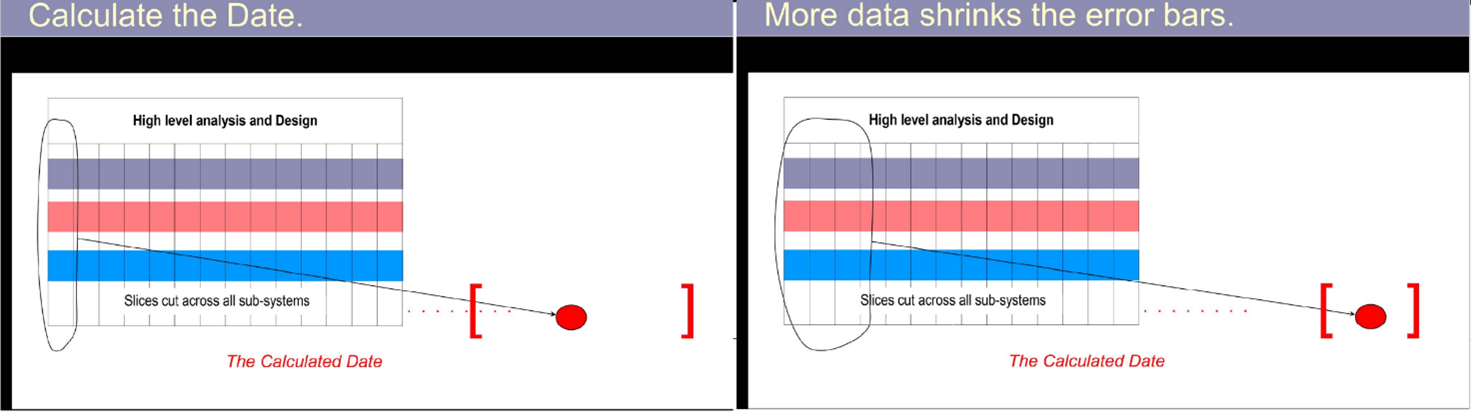 Calculate the Date.
High level analysis and Design
Slices cut across all sub-systems
[ ]
The Calculated Date
More data shrinks the error bars.
High level analysis and Design
Slices cut across all sub-systems
[ ]
The Calculated Date